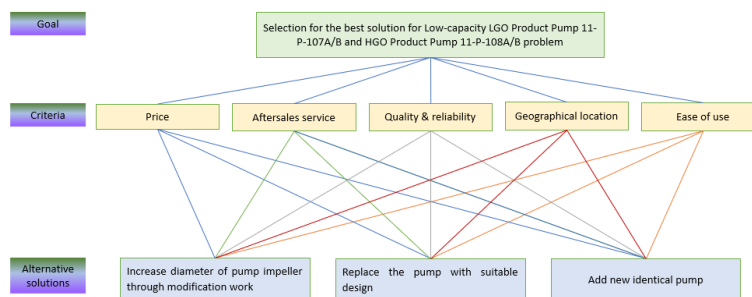 Goal
Selection for the best solution for Low-capacity LGO Product Pump 11-
P-107A/B and HGO Product Pump 11-P-108A/B problem
Criteria
Price
Aftersales service
Quality & reliability
Geographical location
Ease of use
Alternative
solutions
Increase diameter of pump impeller
through modification work
Replace the pump with suitable
design
Add new identical pump